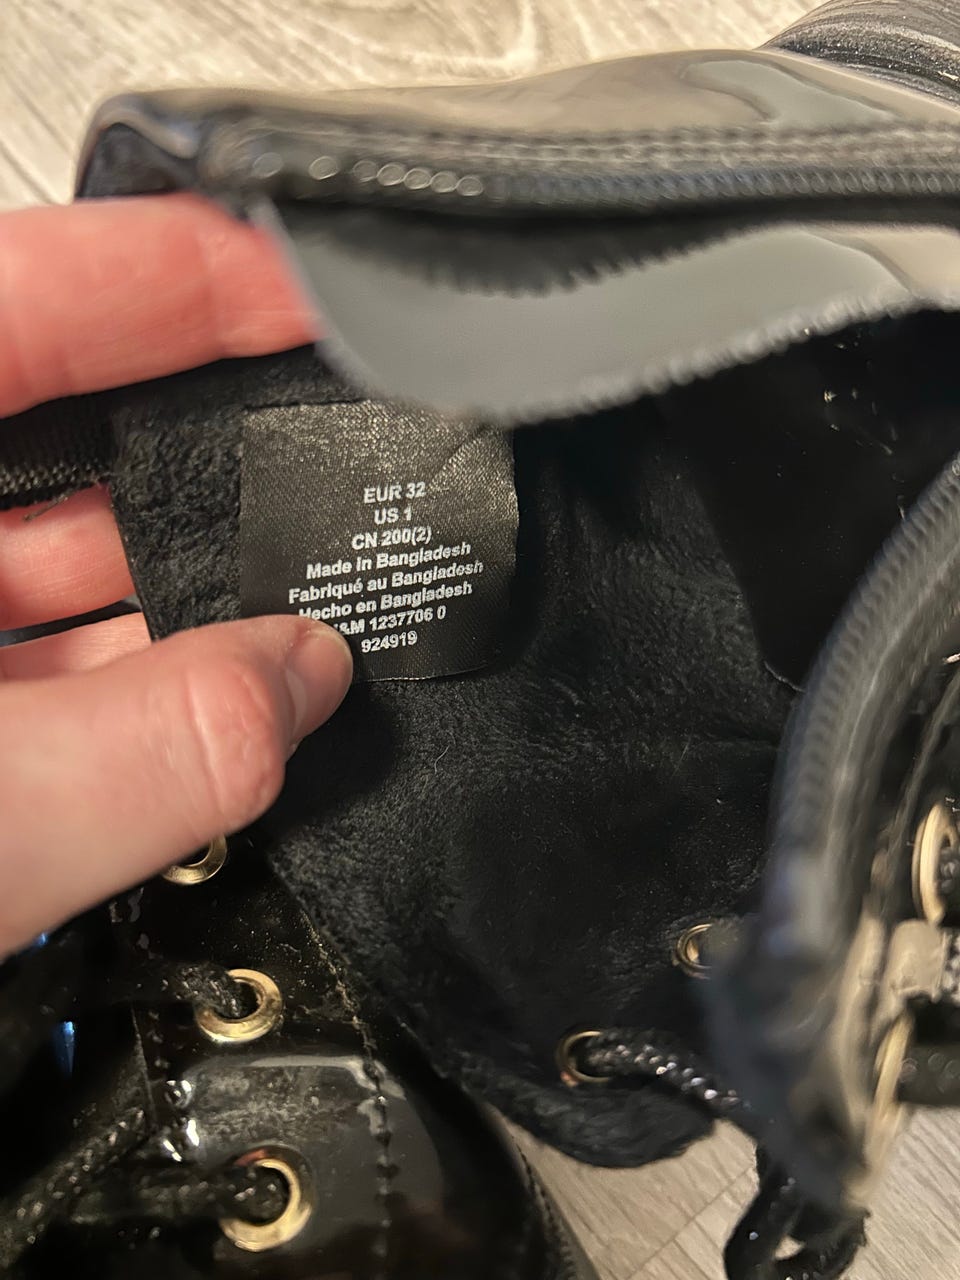 EUR 32
US 1
CN 200(2)
Made in Bangladesh
Fabriqué au Bangladesh
Hecho en Bangladesh
&M 1237706 0
924919